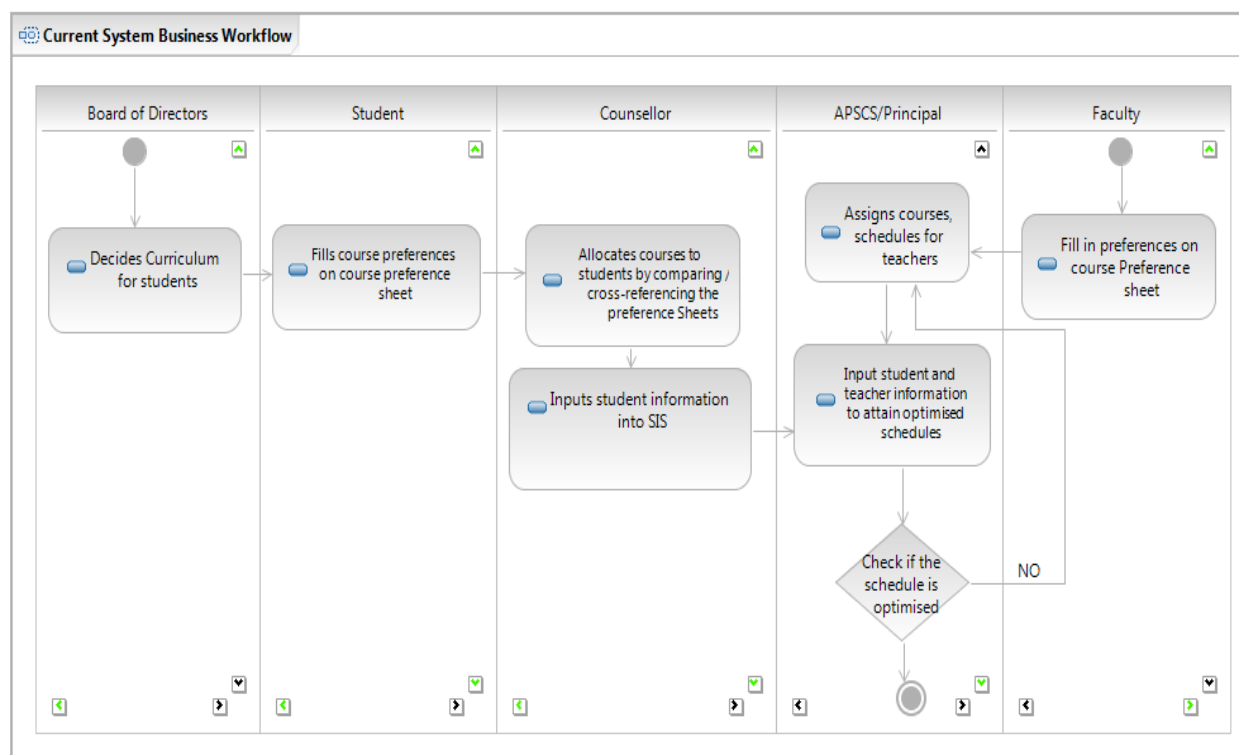 Current System Business Workflow
Board of Directors
Student
Counsellor
APSCS/Principal
Faculty
Decides Curriculum
for students
Fills course preferences
on course preference
sheet
Allocates courses to
students by comparing /
cross-referencing the
preference Sheets
Inputs student information
into SIS
Assigns courses,
schedules for
teachers
Input student and
teacher information
to attain optimised
schedules
Check if the
schedule is
optimised
NO
Fill in preferences on
course Preference
sheet